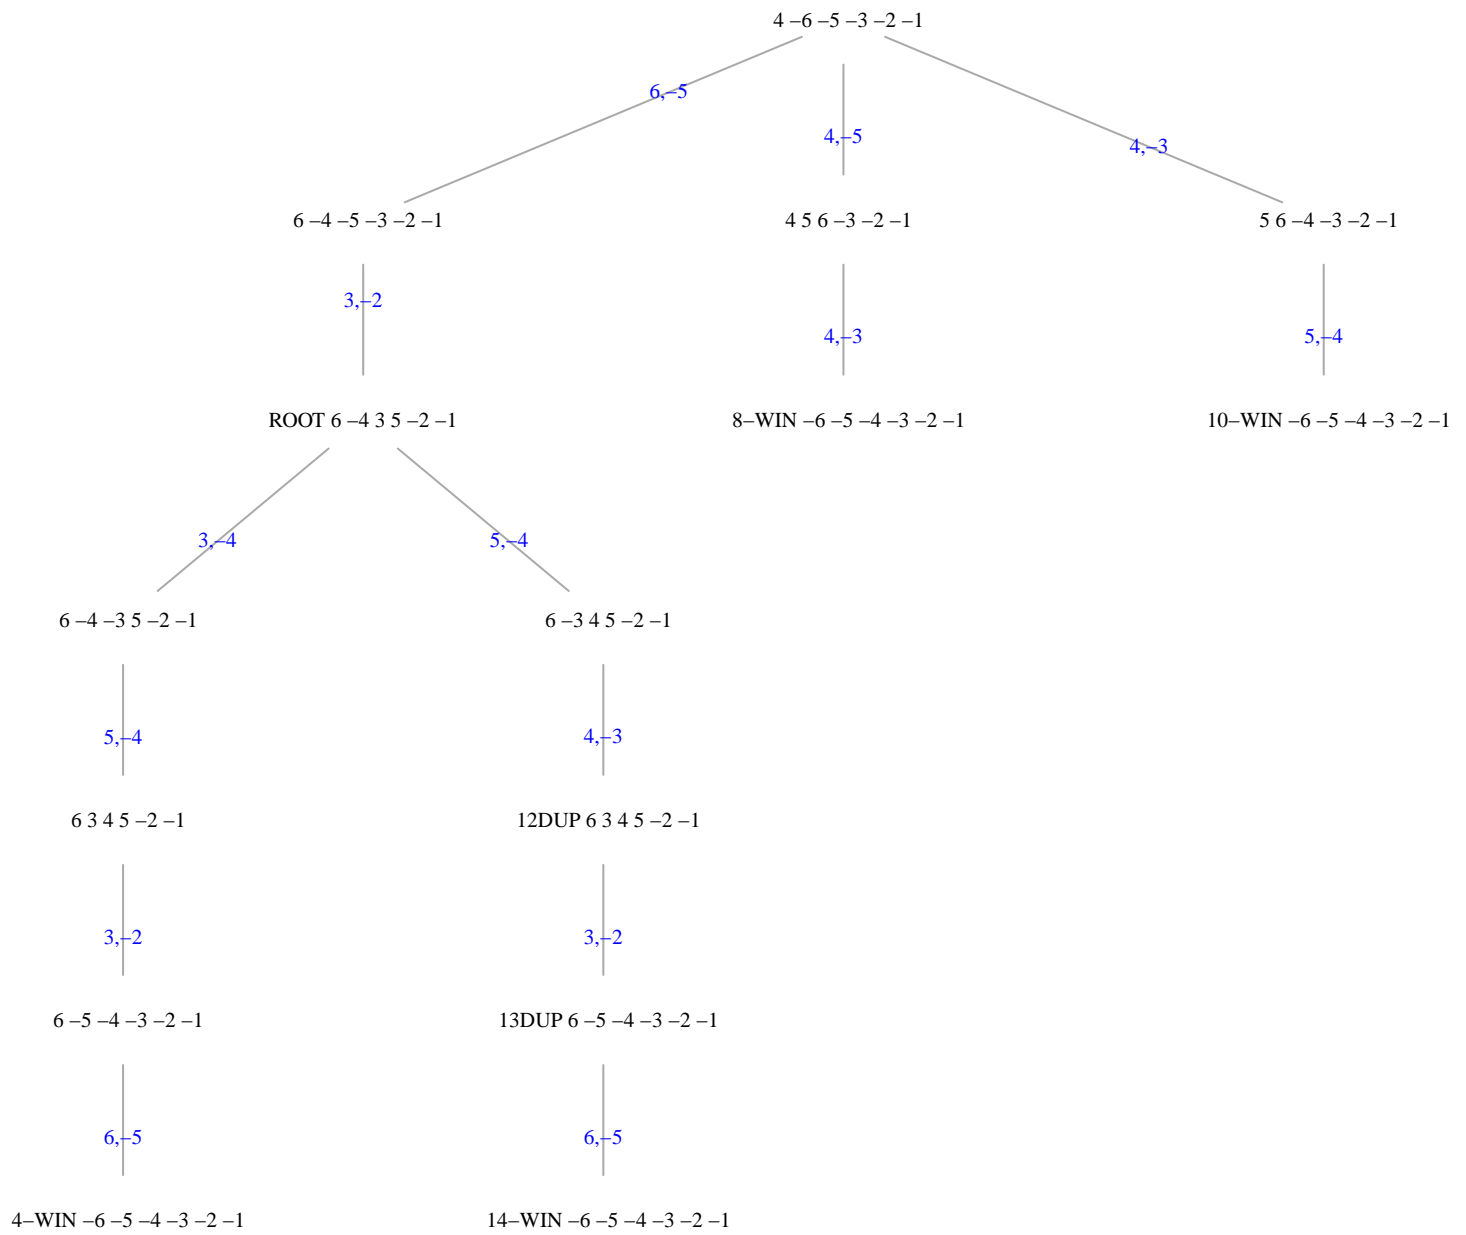 4 –6 –5 –3 –2 –1
6,–5
4,–5
4,–3
6 –4 –5 –3 –2 –1
4 5 6 –3 –2 –1
5 6 –4 –3 –2 –1
3,–2
4,–3
5,–4
ROOT 6 –4 3 5 –2 –1
8–WIN –6 –5 –4 –3 –2 –1
10–WIN –6 –5 –4 –3 –2 –1
3,–4
5,–4
6 –4 –3 5 –2 –1
6 –3 4 5 –2 –1
5,–4
4,–3
6 3 4 5 –2 –1
12DUP 6 3 4 5 –2 –1
3,–2
3,–2
6 –5 –4 –3 –2 –1
13DUP 6 –5 –4 –3 –2 –1
6,–5
6,–5
4–WIN –6 –5 –4 –3 –2 –1
14–WIN –6 –5 –4 –3 –2 –1